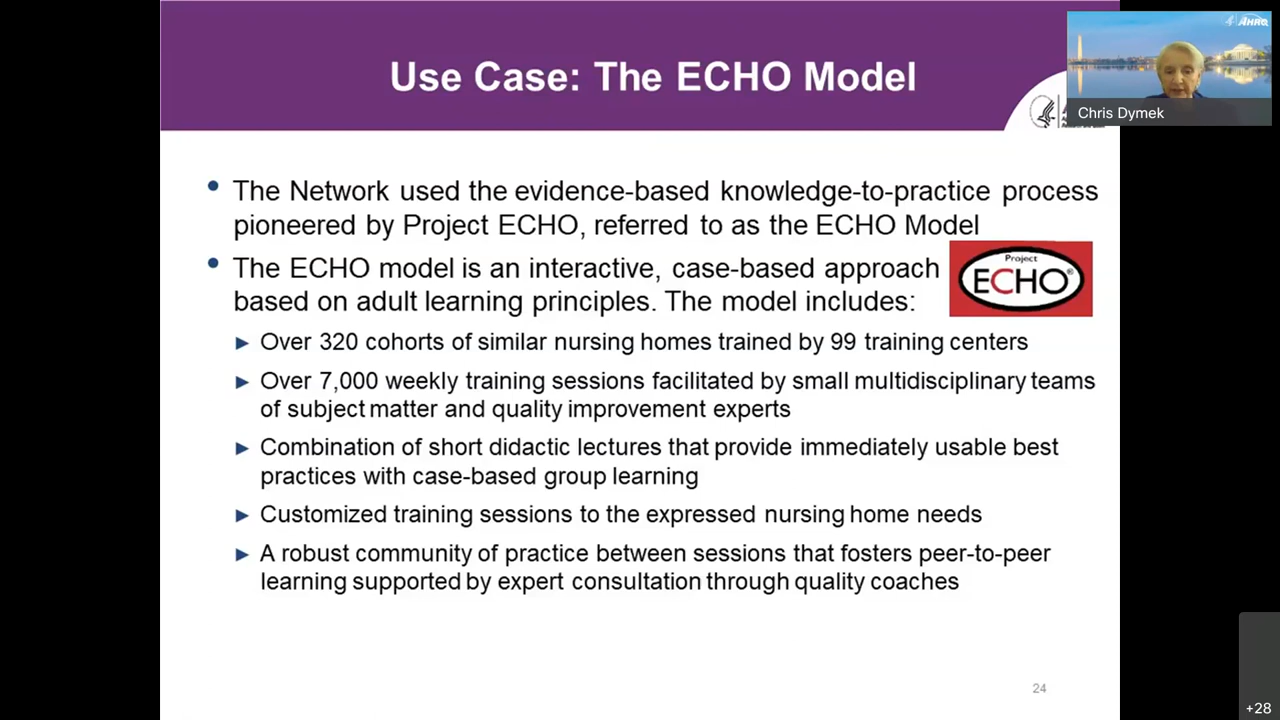 Use Case: The ECHO Model
AHRQ
Chris Dymek
The Network used the evidence-based knowledge-to-practice process
pioneered by Project ECHO, referred to as the ECHO Model
The ECHO model is an interactive, case-based approach
based on adult learning principles. The model includes:
Project
ECHO®
Over 320 cohorts of similar nursing homes trained by 99 training centers
Over 7,000 weekly training sessions facilitated by small multidisciplinary teams
of subject matter and quality improvement experts
Combination of short didactic lectures that provide immediately usable best
practices with case-based group learning
Customized training sessions to the expressed nursing home needs
A robust community of practice between sessions that fosters peer-to-peer
learning supported by expert consultation through quality coaches
24
+28